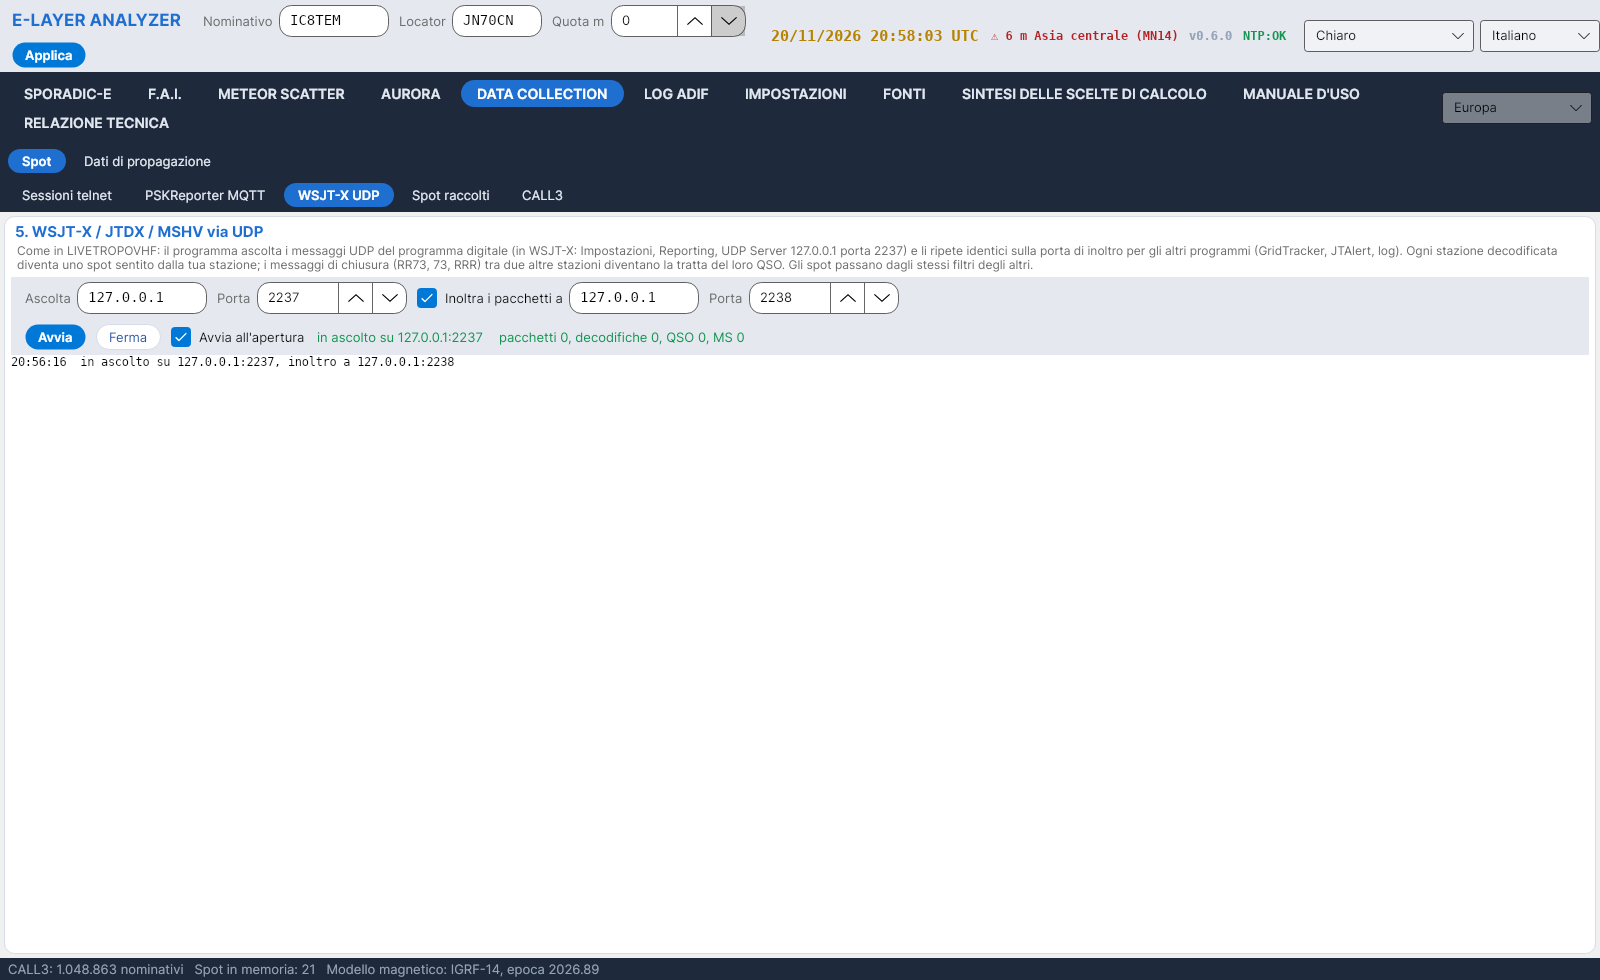 E-LAYER ANALYZER Nominativo IC8TEM Locator JN70CN Quota m 0
20/11/2026 20:58:03 UTC ⚠ 6 m Asia centrale (MN14) v0.6.0 NTP:OK Chiaro Italiano
Applica
SPORADIC-E F.A.I. METEOR SCATTER AURORA DATA COLLECTION LOG ADIF IMPOSTAZIONI FONTI SINTESI DELLE SCELTE DI CALCOLO MANUALE D'USO
RELAZIONE TECNICA
Europa
Spot Dati di propagazione
Sessioni telnet PSKReporter MQTT WSJT-X UDP Spot raccolti CALL3
5. WSJT-X / JTDX / MSHV via UDP
Come in LIVETROPOVHF: il programma ascolta i messaggi UDP del programma digitale (in WSJT-X: Impostazioni, Reporting, UDP Server 127.0.0.1 porta 2237) e li ripete identici sulla porta di inoltro per gli altri programmi (GridTracker, JTAlert, log). Ogni stazione decodificata
diventa uno spot sentito dalla tua stazione; i messaggi di chiusura (RR73, 73, RRR) tra due altre stazioni diventano la tratta del loro QSO. Gli spot passano dagli stessi filtri degli altri.
Ascolta 127.0.0.1 Porta 2237 Inoltra i pacchetti a 127.0.0.1 Porta 2238
Avvia Ferma Avvia all'apertura in ascolto su 127.0.0.1:2237 pacchetti 0, decodifiche 0, QSO 0, MS 0
20:56:16 in ascolto su 127.0.0.1:2237, inoltro a 127.0.0.1:2238
CALL3: 1.048.863 nominativi Spot in memoria: 21 Modello magnetico: IGRF-14, epoca 2026.89